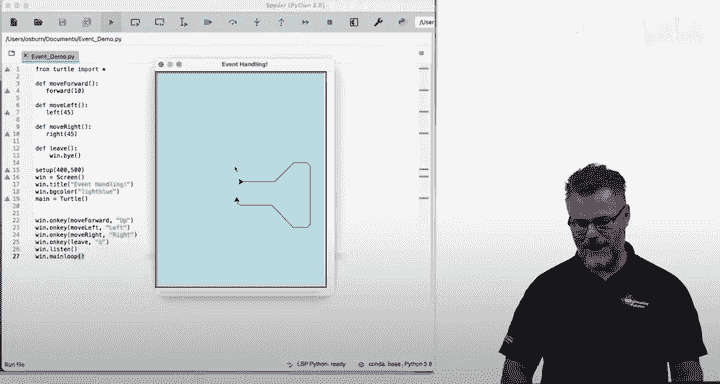 Spyder (Python 3.9)
/Users/osburn/Documents/Event_Demo.py
Event_Demo.py
1 from turtle import *
2
3 def moveForward():
4 forward(10)
5
6 def moveLeft():
7 left(45)
8
9 def moveRight():
10 right(45)
11
12 def leave():
13 win.bye()
14
15 setup(400,500)
16 win = Screen()
17 win.title("Event Handling!")
18 win.bgcolor("lightblue")
19 main = Turtle()
22 win.onkey(moveForward, "Up")
23 win.onkey(moveLeft, "Left")
24 win.onkey(moveRight, "Right")
25 win.onkey(leave, "q")
26 win.listen()
27 win.mainloop()
Event Handling!
Run file
LSP Python: ready
conda: base, Python 3.9